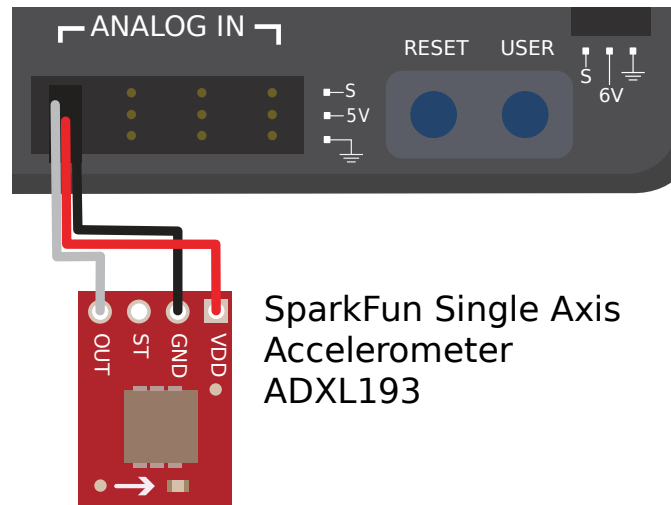 ANALOG IN
RESET
USER
S
6V
S
5V
OUT
ST
GND
VDD
SparkFun Single Axis
Accelerometer
ADXL193